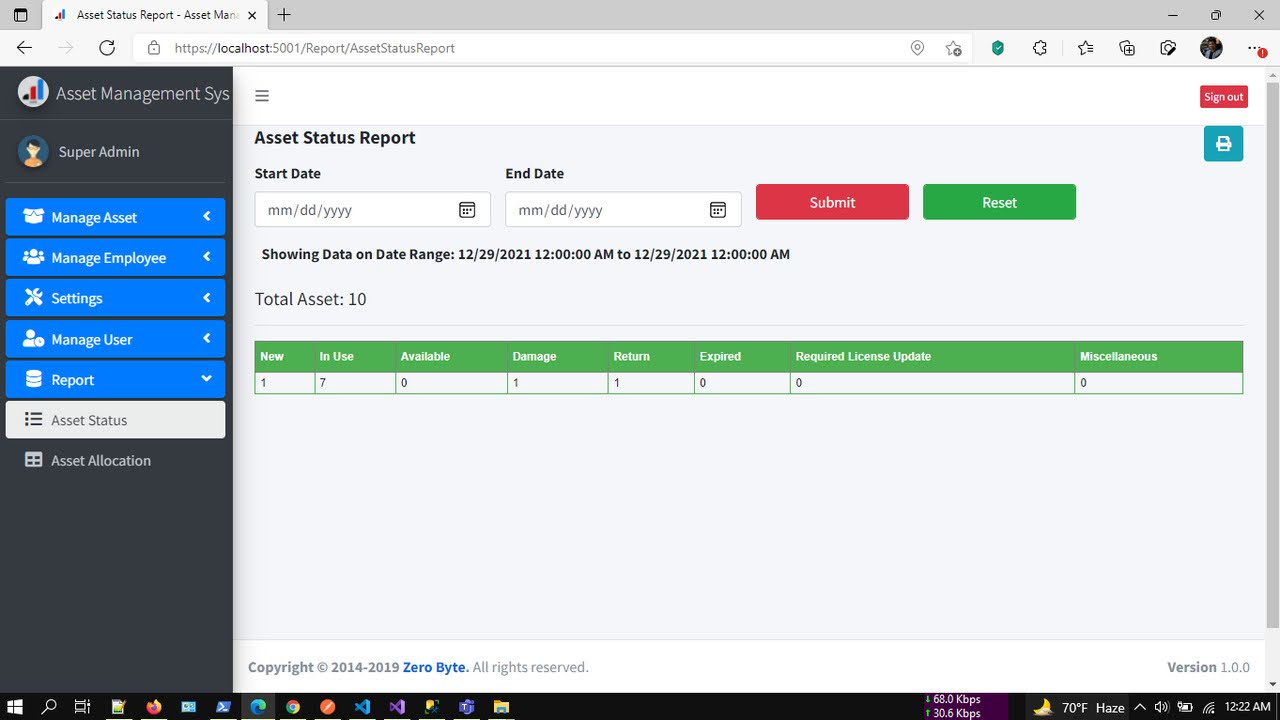 Asset Status Report - Asset Mana
https://localhost:5001/Report/AssetStatusReport
Asset Management Sys
Sign out
Super Admin
Manage Asset
Manage Employee
Settings
Manage User
Report
Asset Status
Asset Allocation
Asset Status Report
Start Date End Date
mm/dd/yyyy mm/dd/yyyy Submit Reset
Showing Data on Date Range: 12/29/2021 12:00:00 AM to 12/29/2021 12:00:00 AM
Total Asset: 10
New In Use Available Damage Return Expired Required License Update Miscellaneous
1 7 0 1 1 0 0 0
Copyright © 2014-2019 Zero Byte. All rights reserved. Version 1.0.0
↓ 68.0 Kbps
↑ 30.6 Kbps
70°F Haze 12:22 AM